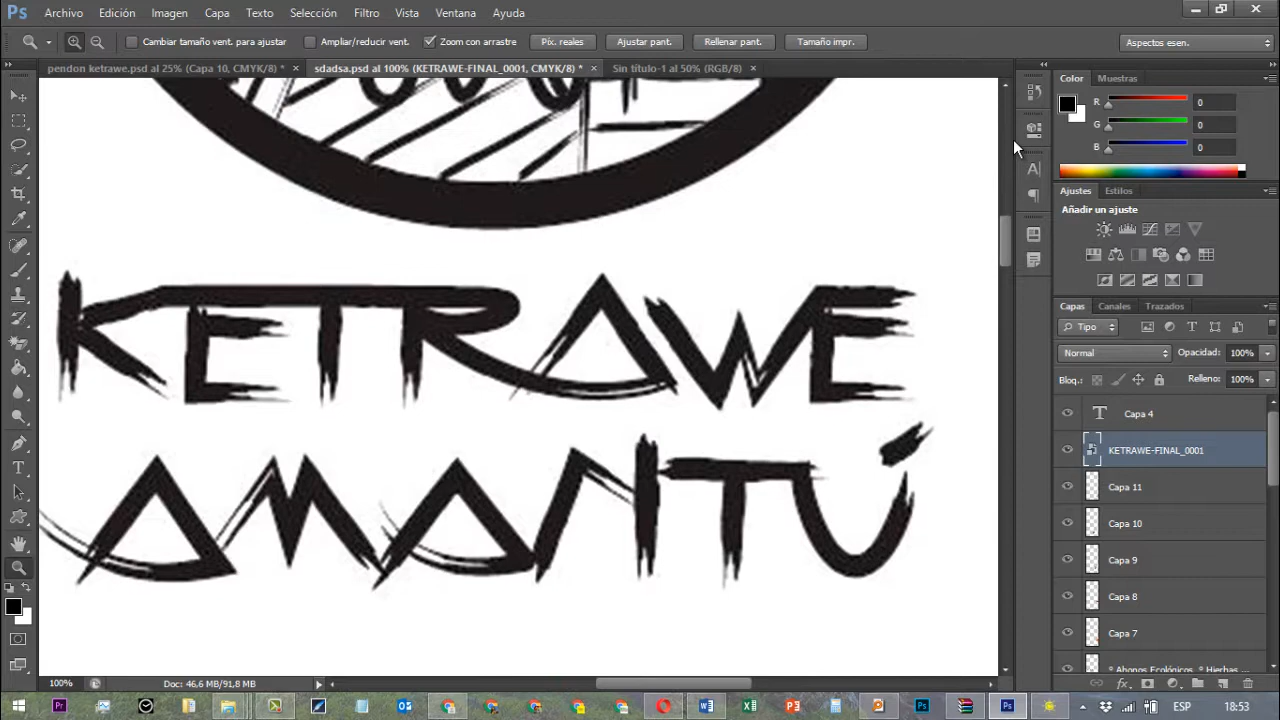 Ps Archivo Edición Imagen Capa Texto Selección Filtro Vista Ventana Ayuda
Cambiar tamaño vent. para ajustar Ampliar/reducir vent. Zoom con arrastre Píx. reales Ajustar pant. Rellenar pant. Tamaño impr. Aspectos esen.
pendon ketrawe.psd al 25% (Capa 10, CMYK/8) * × sdadsa.psd al 100% (KETRAWE-FINAL_0001, CMYK/8) * × Sin título-1 al 50% (RGB/8) ×
Color Muestras
R 0
G 0
B 0
Ajustes Estilos
Añadir un ajuste
KETRAWE
AMANTÚ
Capas Canales Trazados
Tipo
Normal Opacidad: 100%
Bloq.: Relleno: 100%
T Capa 4
KETRAWE-FINAL_0001
Capa 11
Capa 10
Capa 9
Capa 8
Capa 7
º Abonos Ecológicos º Hierbas ...
100% Doc: 46,6 MB/91,8 MB
ESP 18:53